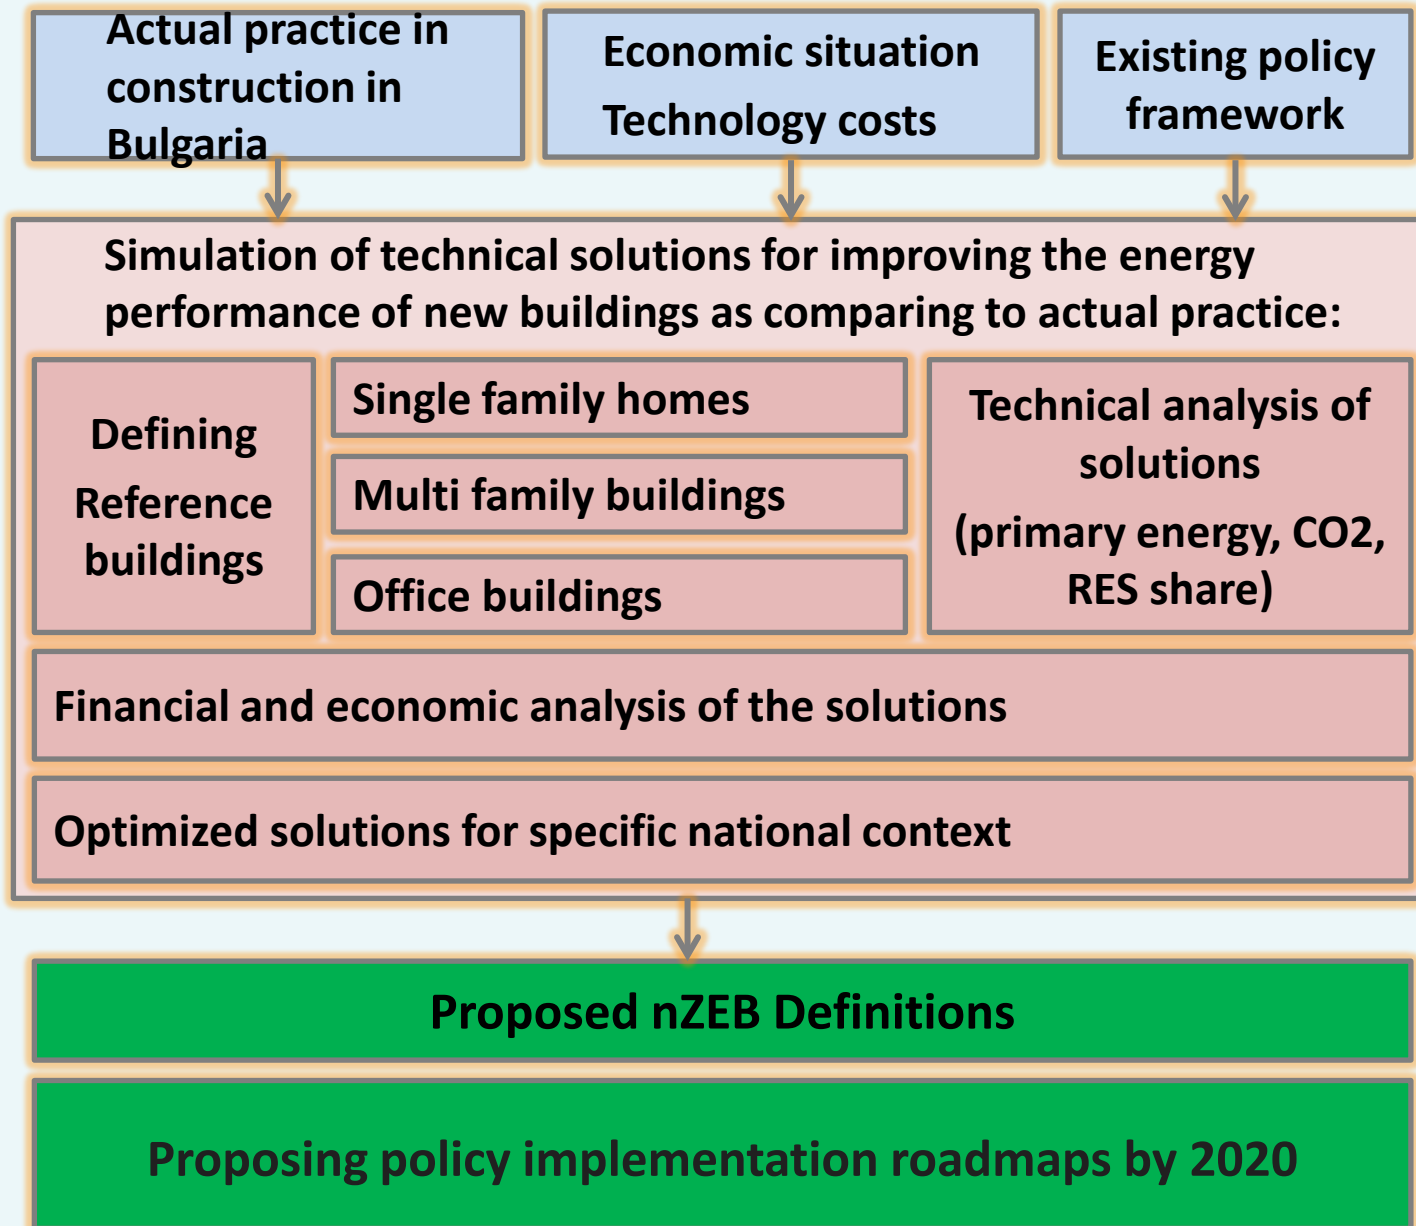 Actual practice in
construction in
Bulgaria
Economic situation
Technology costs
Existing policy
framework
Simulation of technical solutions for improving the energy
performance of new buildings as comparing to actual practice:
Defining
Reference
buildings
Single family homes
Multi family buildings
Office buildings
Technical analysis of
solutions
(primary energy, CO2,
RES share)
Financial and economic analysis of the solutions
Optimized solutions for specific national context
Proposed nZEB Definitions
Proposing policy implementation roadmaps by 2020